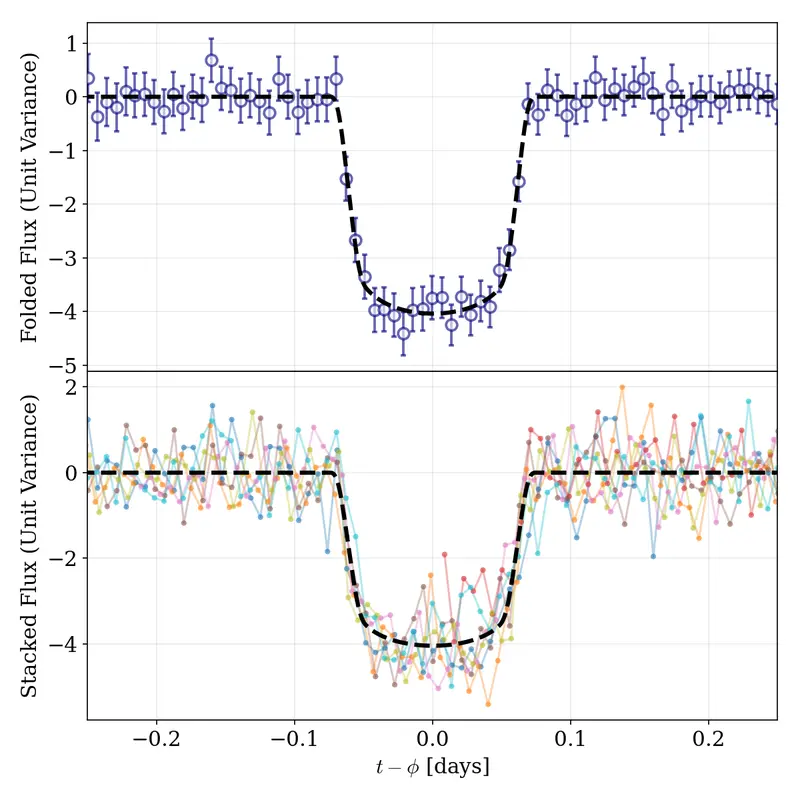 Folded Flux (Unit Variance)
1
0
−1
−2
−3
−4
−5
Stacked Flux (Unit Variance)
2
0
−2
−4
−0.2 −0.1 0.0 0.1 0.2
t − ϕ [days]